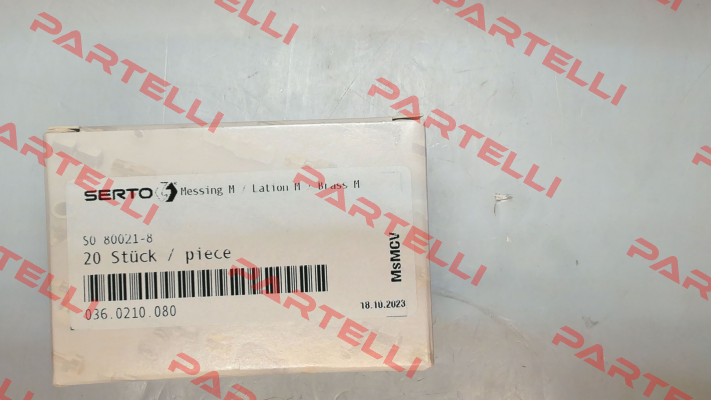 SERTO Messing M / Laiton M / Brass M
SO 80021-8
20 Stück / piece
036.0210.080
18.10.2023
MsMCV
PARTELLI
PARTELLI
PARTELLI
PARTELLI
PARTELLI
PARTELLI
PARTELLI
PARTELLI
PARTELLI